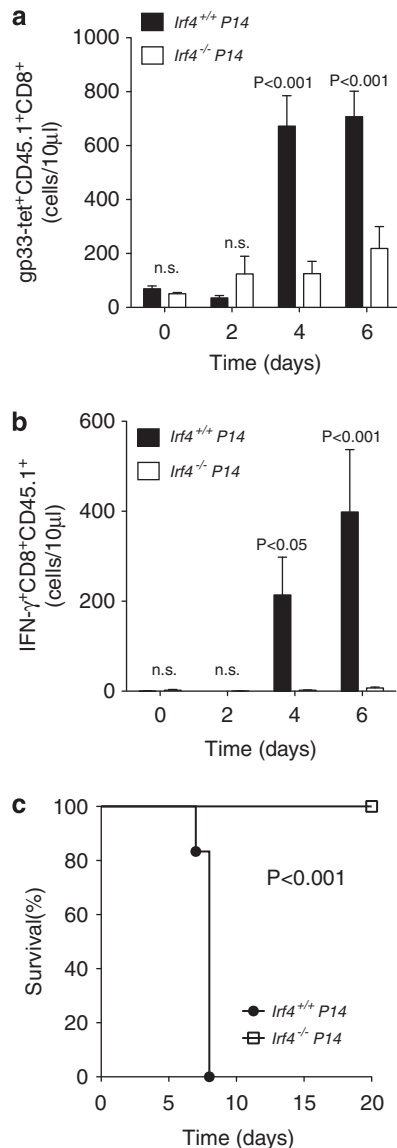 a
Irf4+/+ P14
Irf4-/- P14
gp33-tet+CD45.1+CD8+
(cells/10μl)
1000
800
600
400
200
0
n.s.
n.s.
P<0.001
P<0.001
0 2 4 6
Time (days)
b
Irf4+/+ P14
Irf4-/- P14
IFN-γ+CD8+CD45.1+
(cells/10μl)
600
400
200
0
n.s.
n.s.
P<0.05
P<0.001
0 2 4 6
Time (days)
c
Survival(%)
100
80
60
40
20
0
P<0.001
Irf4+/+ P14
Irf4-/- P14
0 5 10 15 20
Time (days)